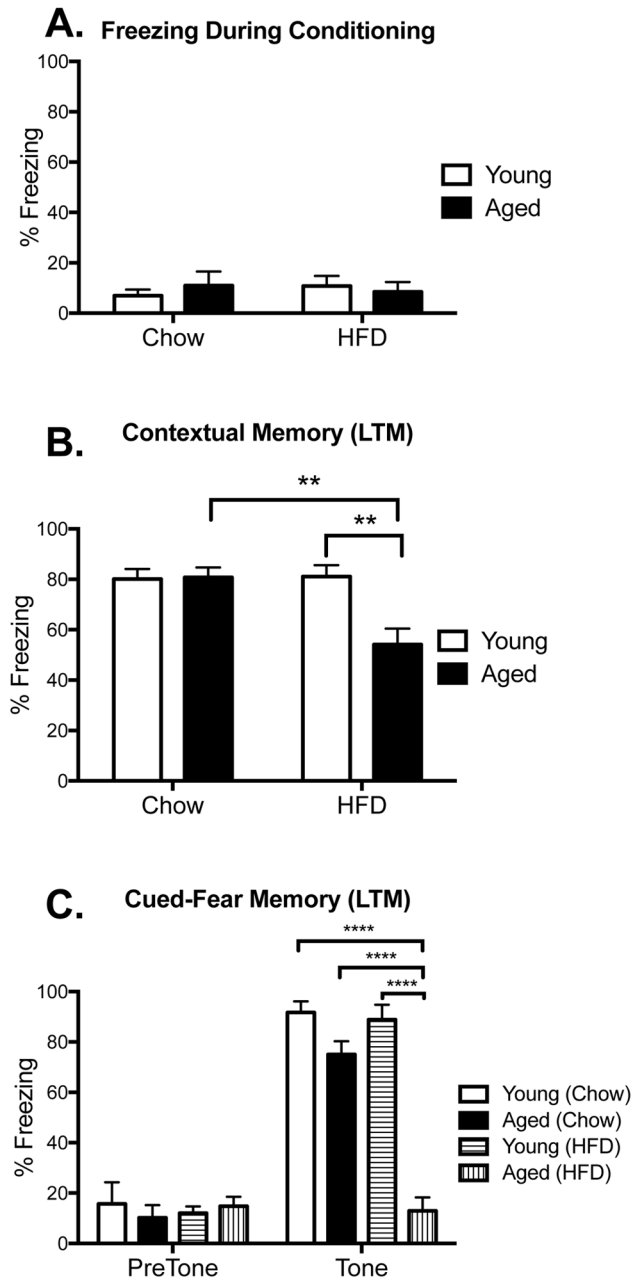 A. Freezing During Conditioning
100
80
60
40
20
0
% Freezing
Chow HFD
Young
Aged
B. Contextual Memory (LTM)
**
**
100
80
60
40
20
0
% Freezing
Chow HFD
Young
Aged
C. Cued-Fear Memory (LTM)
****
****
****
100
80
60
40
20
0
% Freezing
PreTone Tone
Young (Chow)
Aged (Chow)
Young (HFD)
Aged (HFD)